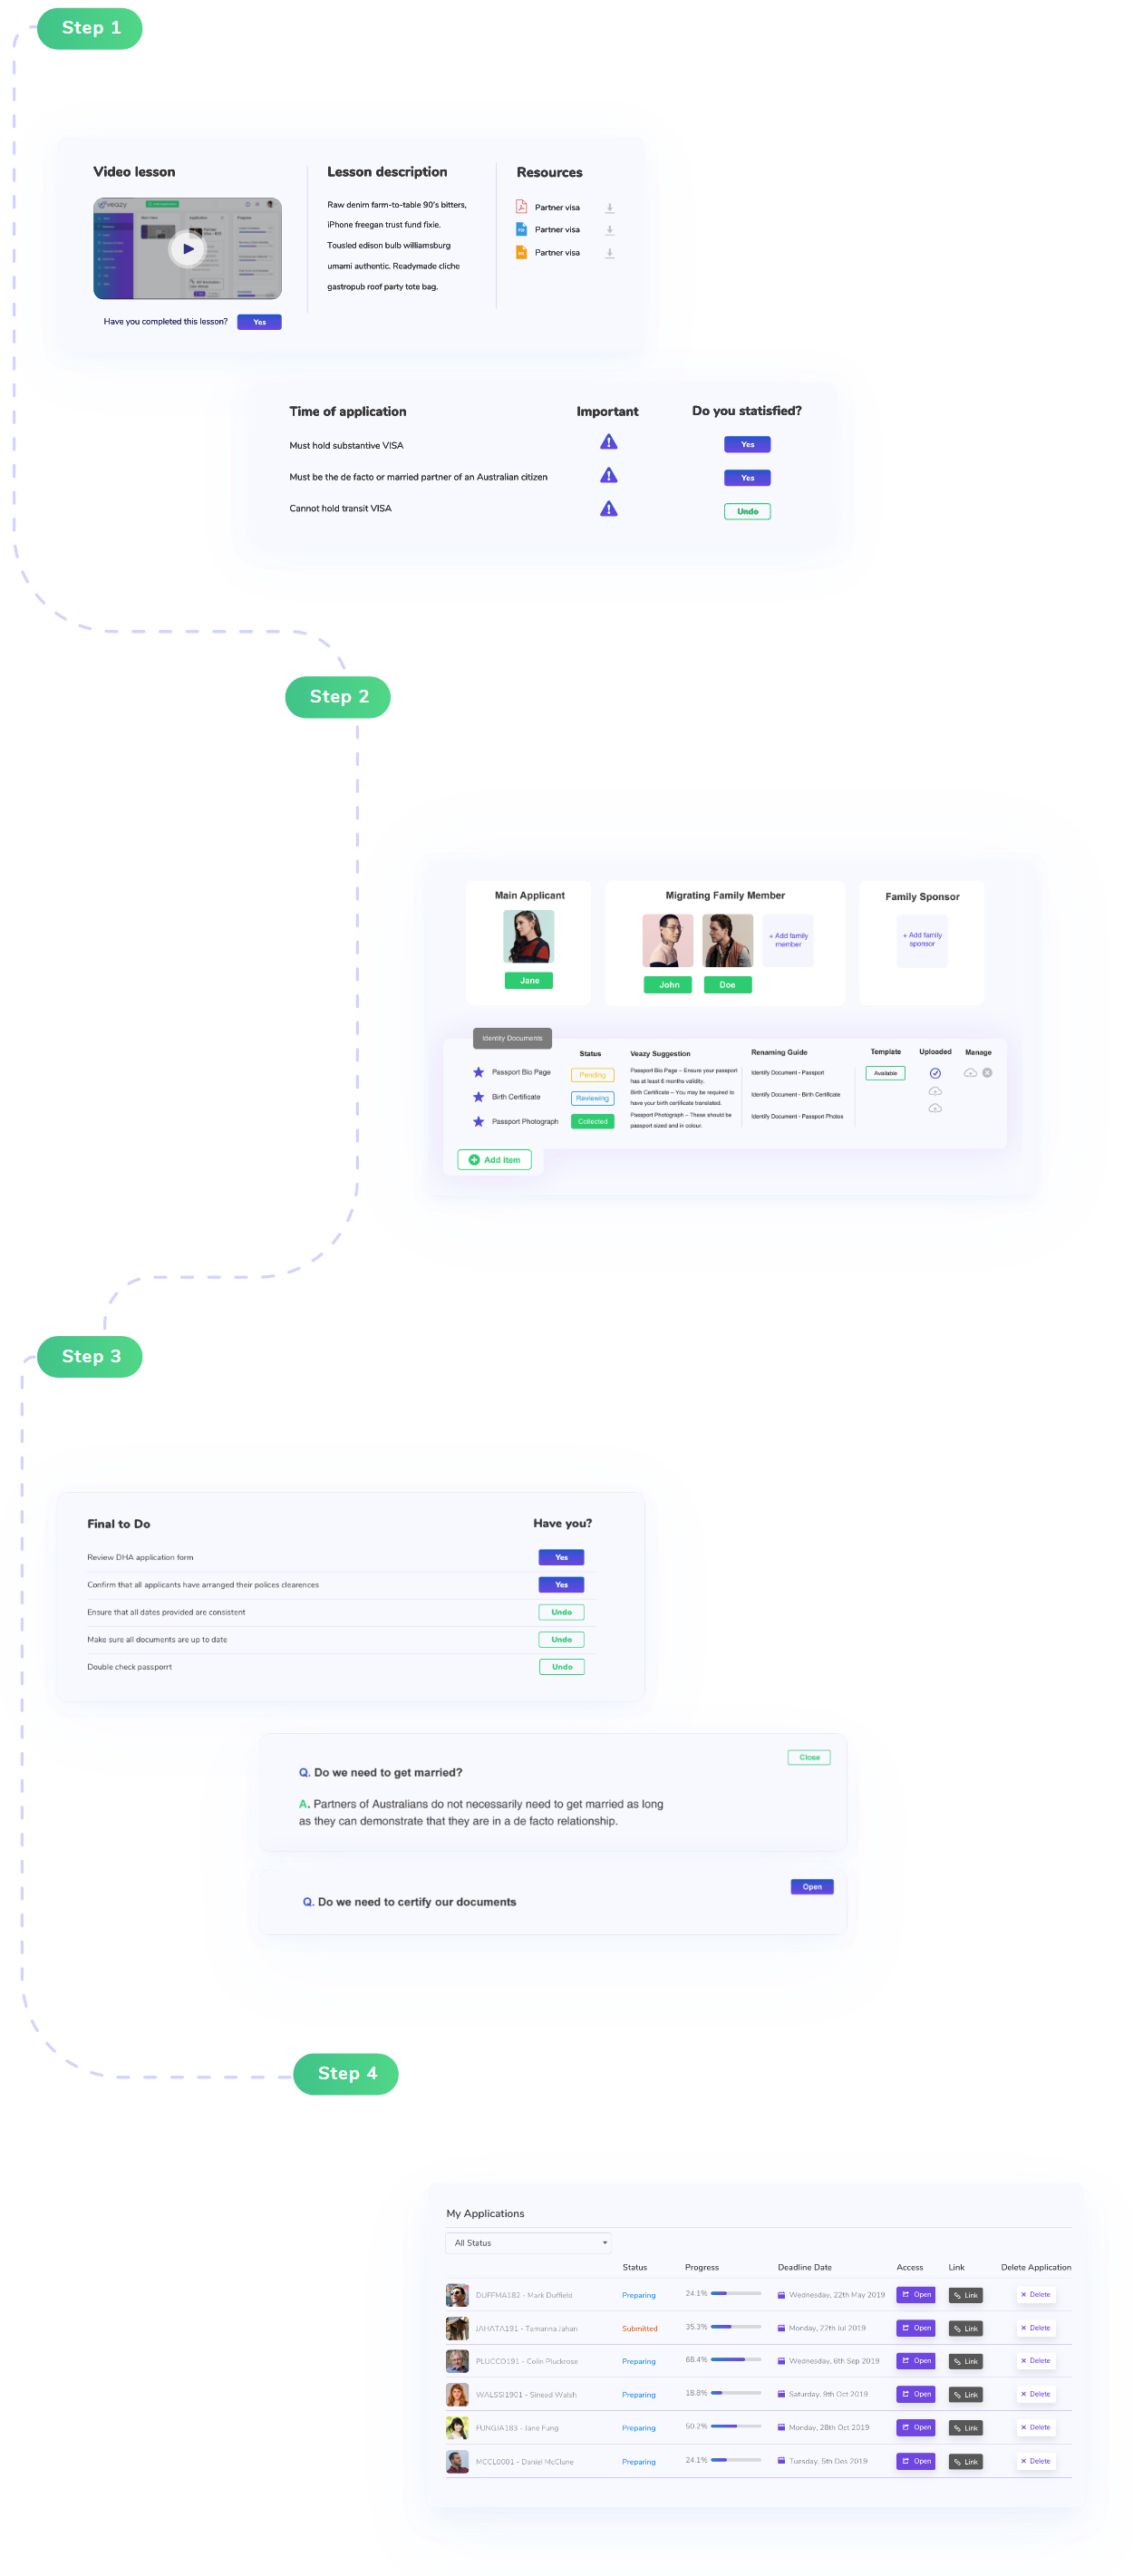 Step 1
Video lesson
veazy
Have you completed this lesson? Yes
Lesson description
Raw denim farm-to-table 90's bitters,
iPhone freegan trust fund fixie.
Tousled edison bulb williamsburg
umami authentic. Readymade cliche
gastropub roof party tote bag.
Resources
Partner visa
Partner visa
Partner visa
Time of application Important Do you statisfied?
Must hold substantive VISA Yes
Must be the de facto or married partner of an Australian citizen Yes
Cannot hold transit VISA Undo
Step 2
Main Applicant
Jane
Migrating Family Member
+ Add family
member
John Doe
Family Sponsor
+ Add family
sponsor
Identity Documents
Status Veazy Suggestion Renaming Guide Template Uploaded Manage
Passport Bio Page Pending
Passport Bio Page – Ensure your passport
has at least 6 months validity.
Identify Document - Passport Available
Birth Certificate Reviewing
Birth Certificate – You may be required to
have your birth certificate translated.
Identify Document - Birth Certificate
Passport Photograph Collected
Passport Photograph – These should be
passport sized and in colour.
Identify Document - Passport Photos
Add item
Step 3
Final to Do Have you?
Review DHA application form Yes
Confirm that all applicants have arranged their polices clearences Yes
Ensure that all dates provided are consistent Undo
Make sure all documents are up to date Undo
Double check passporrt Undo
Close
Q. Do we need to get married?
A. Partners of Australians do not necessarily need to get married as long
as they can demonstrate that they are in a de facto relationship.
Open
Q. Do we need to certify our documents
Step 4
My Applications
All Status
Status Progress Deadline Date Access Link Delete Application
DUFFMA182 - Mark Duffield Preparing 24.1% Wednesday, 22th May 2019 Open Link × Delete
JAHATA191 - Tamanna Jahan Submitted 35.3% Monday, 22th Jul 2019 Open Link × Delete
PLUCCO191 - Colin Pluckrose Preparing 68.4% Wednesday, 6th Sep 2019 Open Link × Delete
WALSSI1901 - Sinead Walsh Preparing 18.8% Saturday, 9th Oct 2019 Open Link × Delete
FUNGJA183 - Jane Fung Preparing 50.2% Monday, 28th Oct 2019 Open Link × Delete
MCCL0001 - Daniel McClune Preparing 24.1% Tuesday, 5th Des 2019 Open Link × Delete